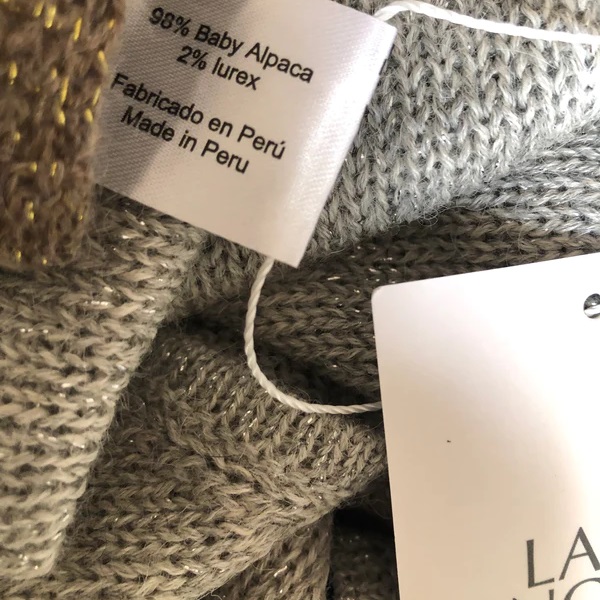 98% Baby Alpaca
2% lurex
Fabricado en Perú
Made in Peru
LA